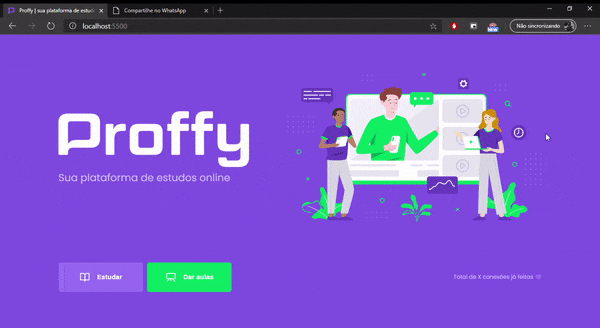 Proffy | sua plataforma de estud
Compartilhe no WhatsApp
localhost:5500
NEW
Não sincronizando
Proffy
Sua plataforma de estudos online
Estudar
Dar aulas
Total de X conexões já feitas